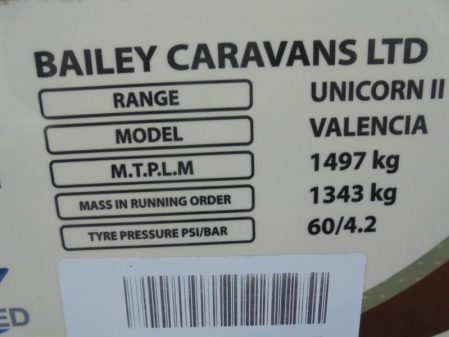 BAILEY CARAVANS LTD
RANGE UNICORN II
MODEL VALENCIA
M.T.P.L.M 1497 kg
MASS IN RUNNING ORDER 1343 kg
TYRE PRESSURE PSI/BAR 60/4.2